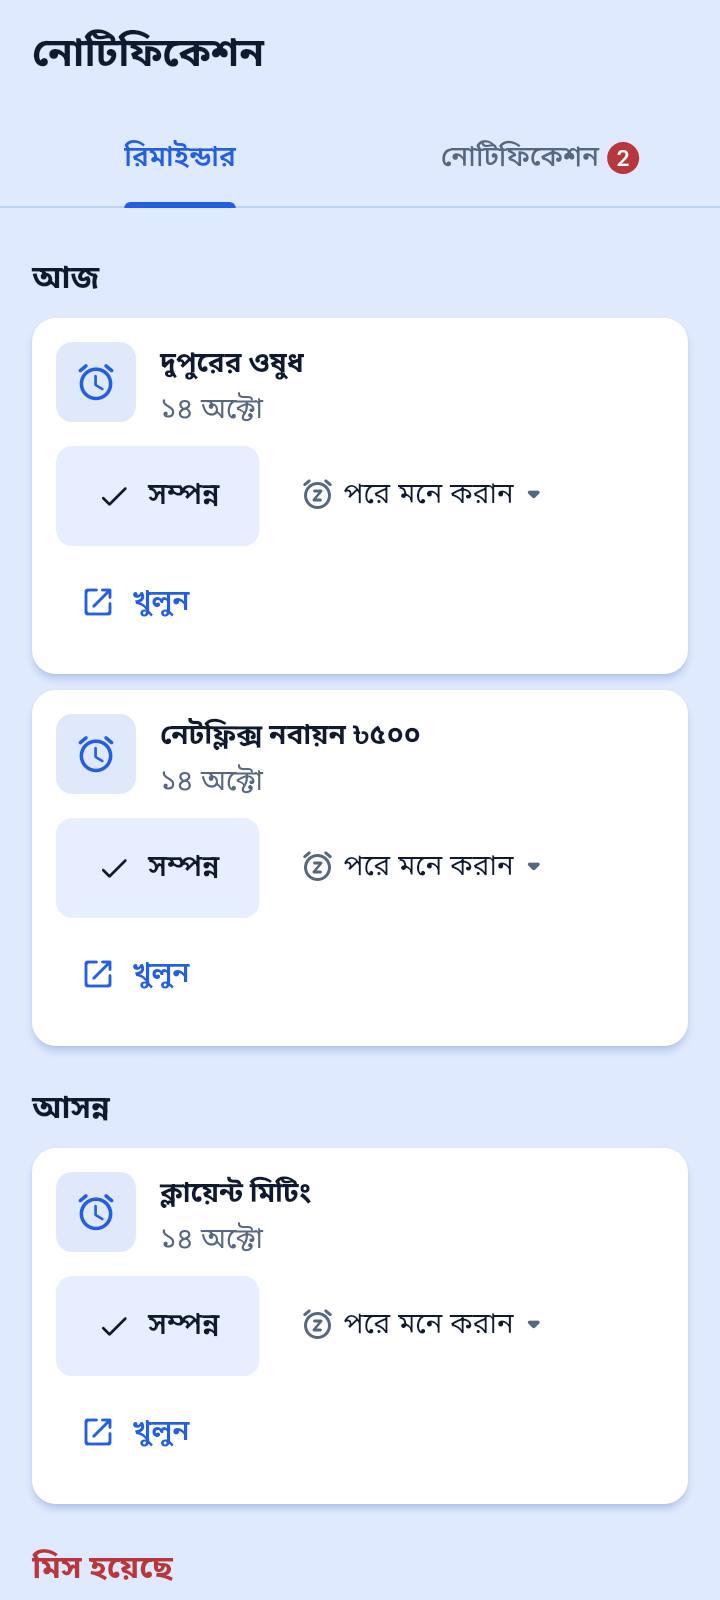 নোটিফিকেশন
রিমাইন্ডার
নোটিফিকেশন 2
আজ
দুপুরের ওষুধ
১৪ অক্টো
সম্পন্ন
পরে মনে করান
খুলুন
নেটফ্লিক্স নবায়ন ৳৫০০
১৪ অক্টো
সম্পন্ন
পরে মনে করান
খুলুন
আসন্ন
ক্লায়েন্ট মিটিং
১৪ অক্টো
সম্পন্ন
পরে মনে করান
খুলুন
মিস হয়েছে